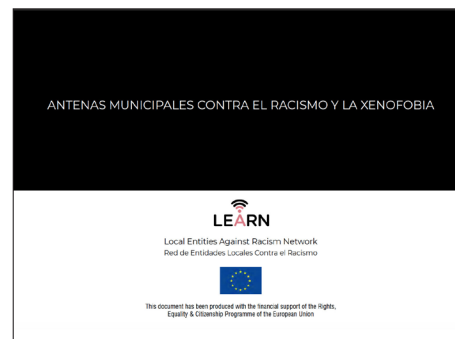 ANTENAS MUNICIPALES CONTRA EL RACISMO Y LA XENOFOBIA
LEARN
Local Entities Against Racism Network
Red de Entidades Locales Contra el Racismo
This document has been produced with the financial support of the Rights,
Equality & Citizenship Programme of the European Union